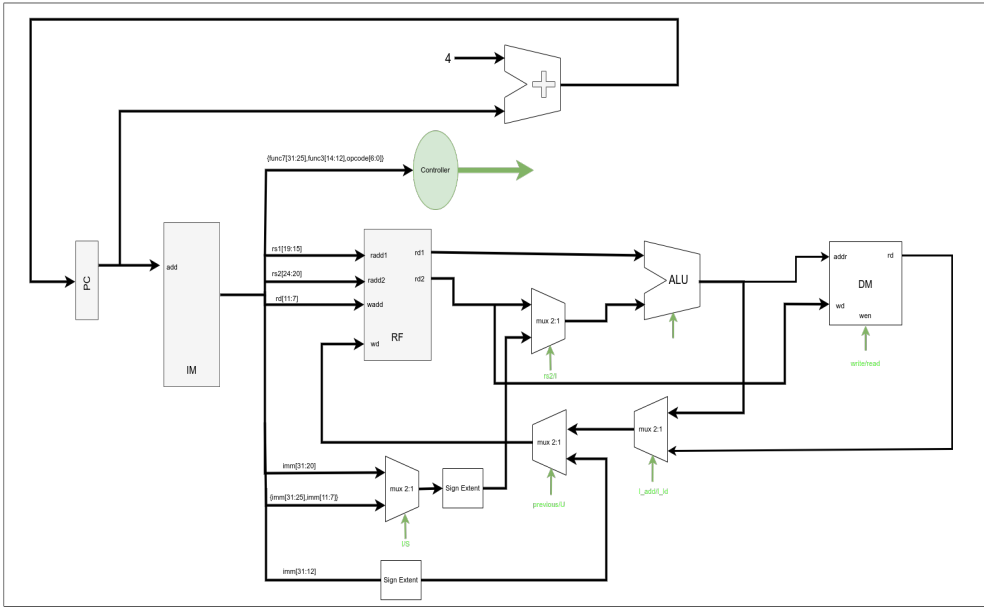 4
{func7[31:25],func3[14:12],opcode[6:0]}
Controller
rs1[19:15]
rs2[24:20]
rd[11:7]
PC
add
IM
radd1
radd2
wadd
wd
rd1
rd2
RF
mux 2:1
rs2/I
ALU
addr
rd
DM
wd
wen
write/read
imm[31:20]
{imm[31:25],imm[11:7]}
mux 2:1
I/S
Sign Extent
mux 2:1
previous/U
mux 2:1
I_add/I_ld
imm[31:12]
Sign Extent